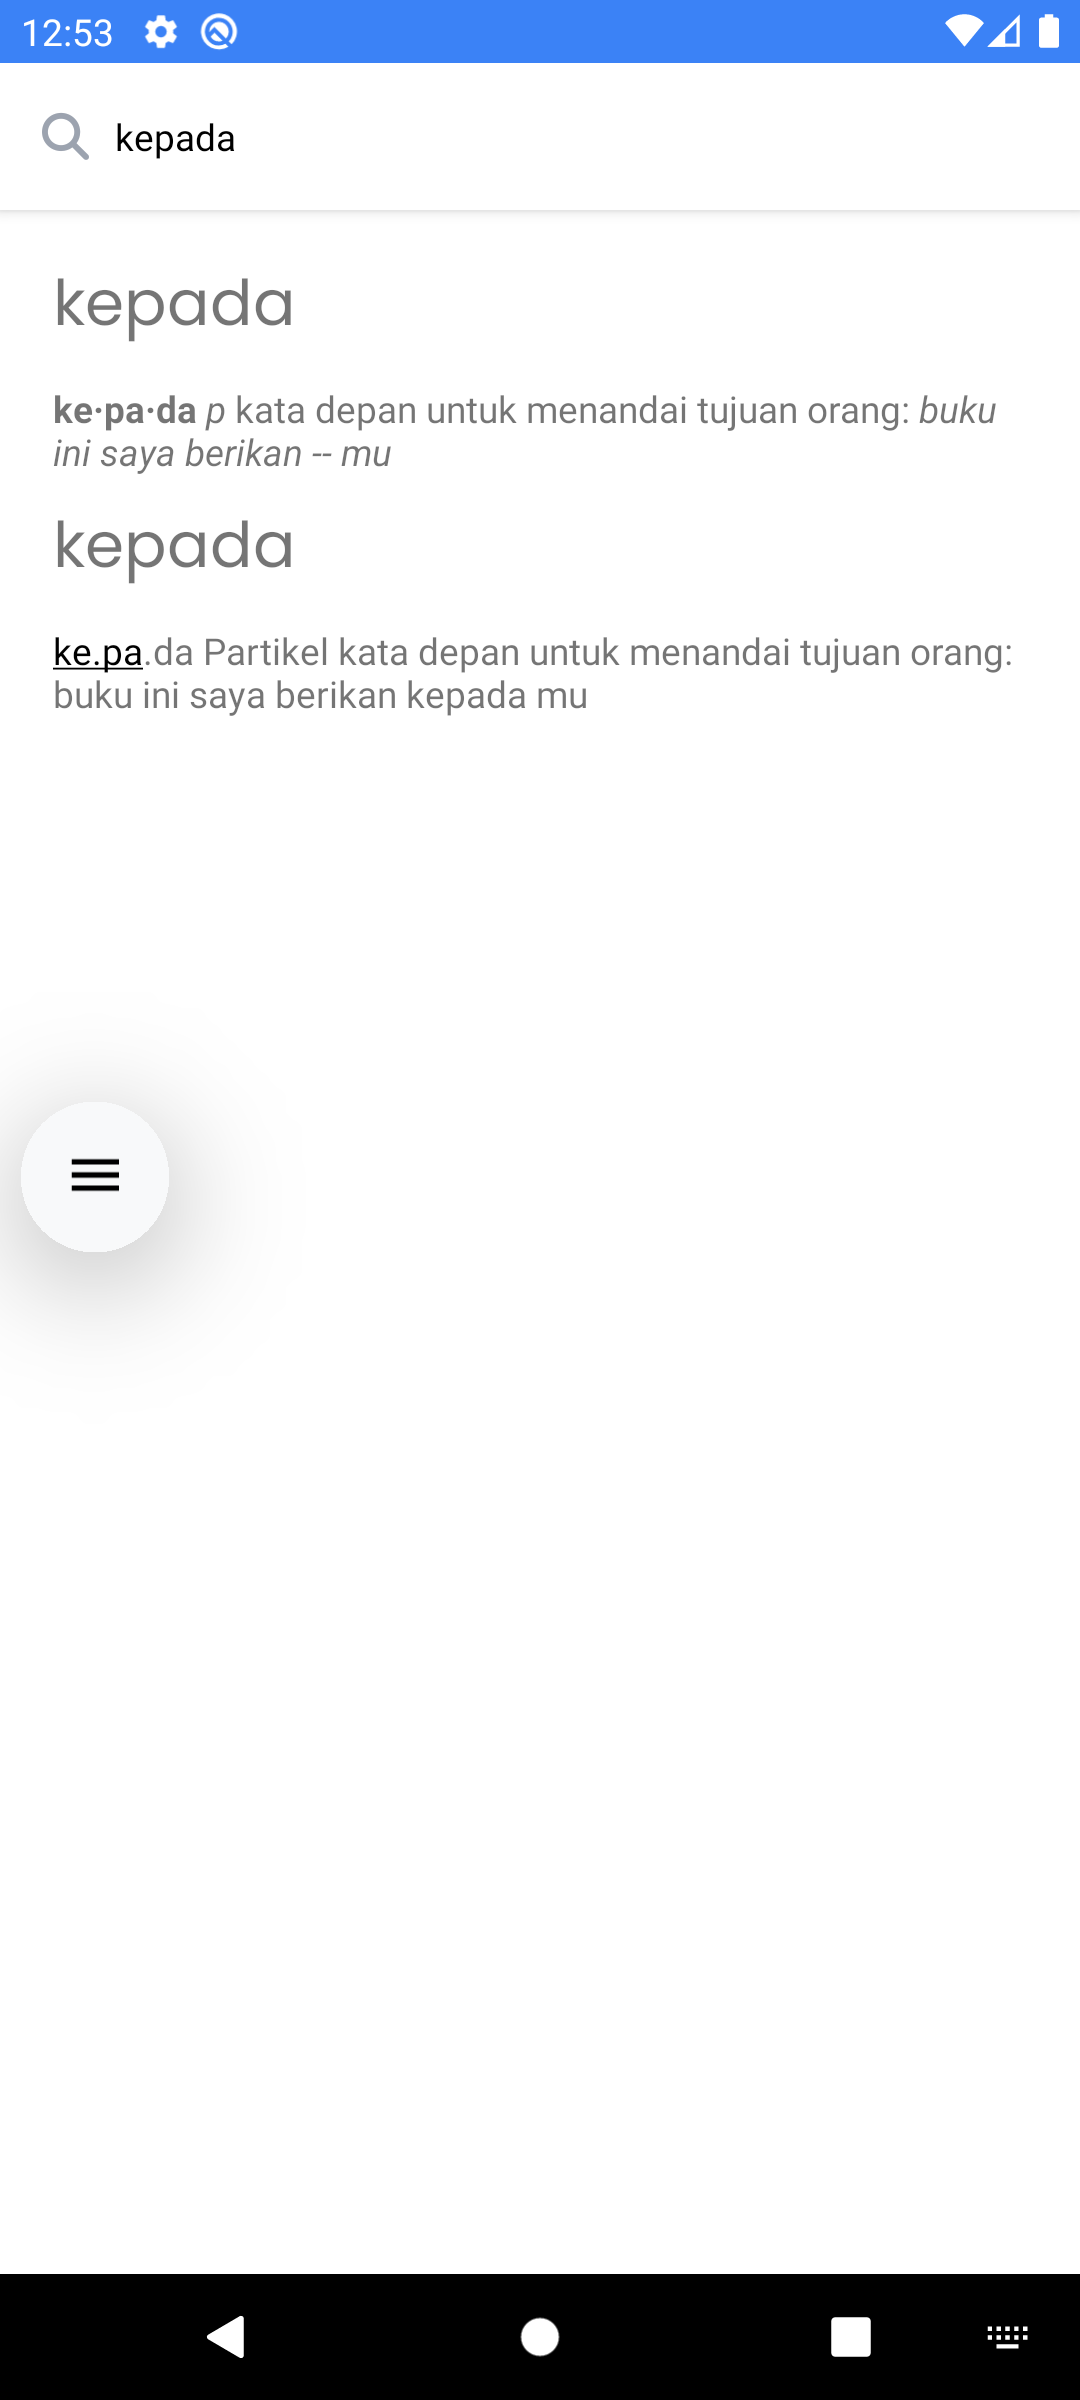 12:53
kepada
kepada
ke·pa·da p kata depan untuk menandai tujuan orang: buku
ini saya berikan -- mu
kepada
ke.pa.da Partikel kata depan untuk menandai tujuan orang:
buku ini saya berikan kepada mu